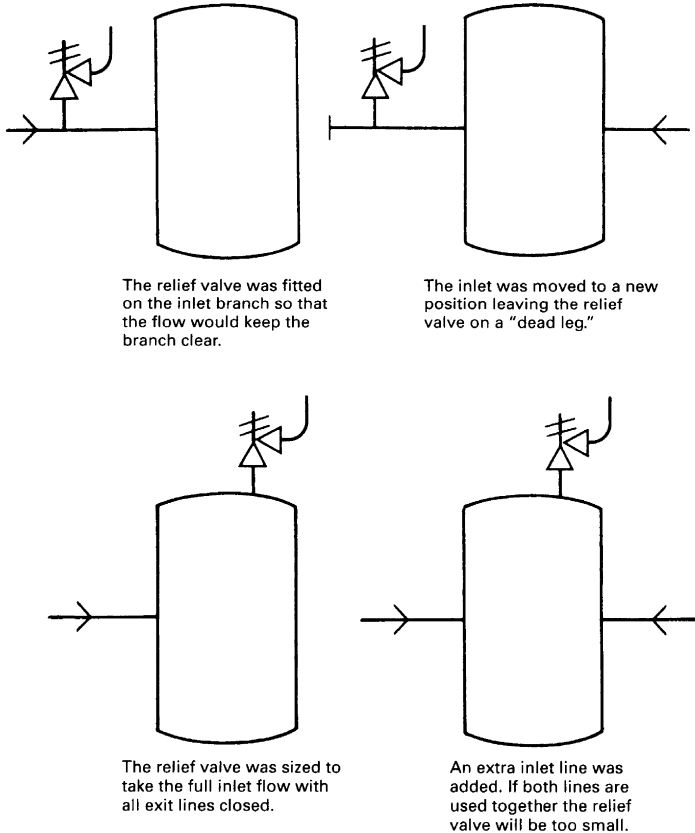 The relief valve was fitted
on the inlet branch so that
the flow would keep the
branch clear.
The inlet was moved to a new
position leaving the relief
valve on a "dead leg."
The relief valve was sized to
take the full inlet flow with
all exit lines closed.
An extra inlet line was
added. If both lines are
used together the relief
valve will be too small.